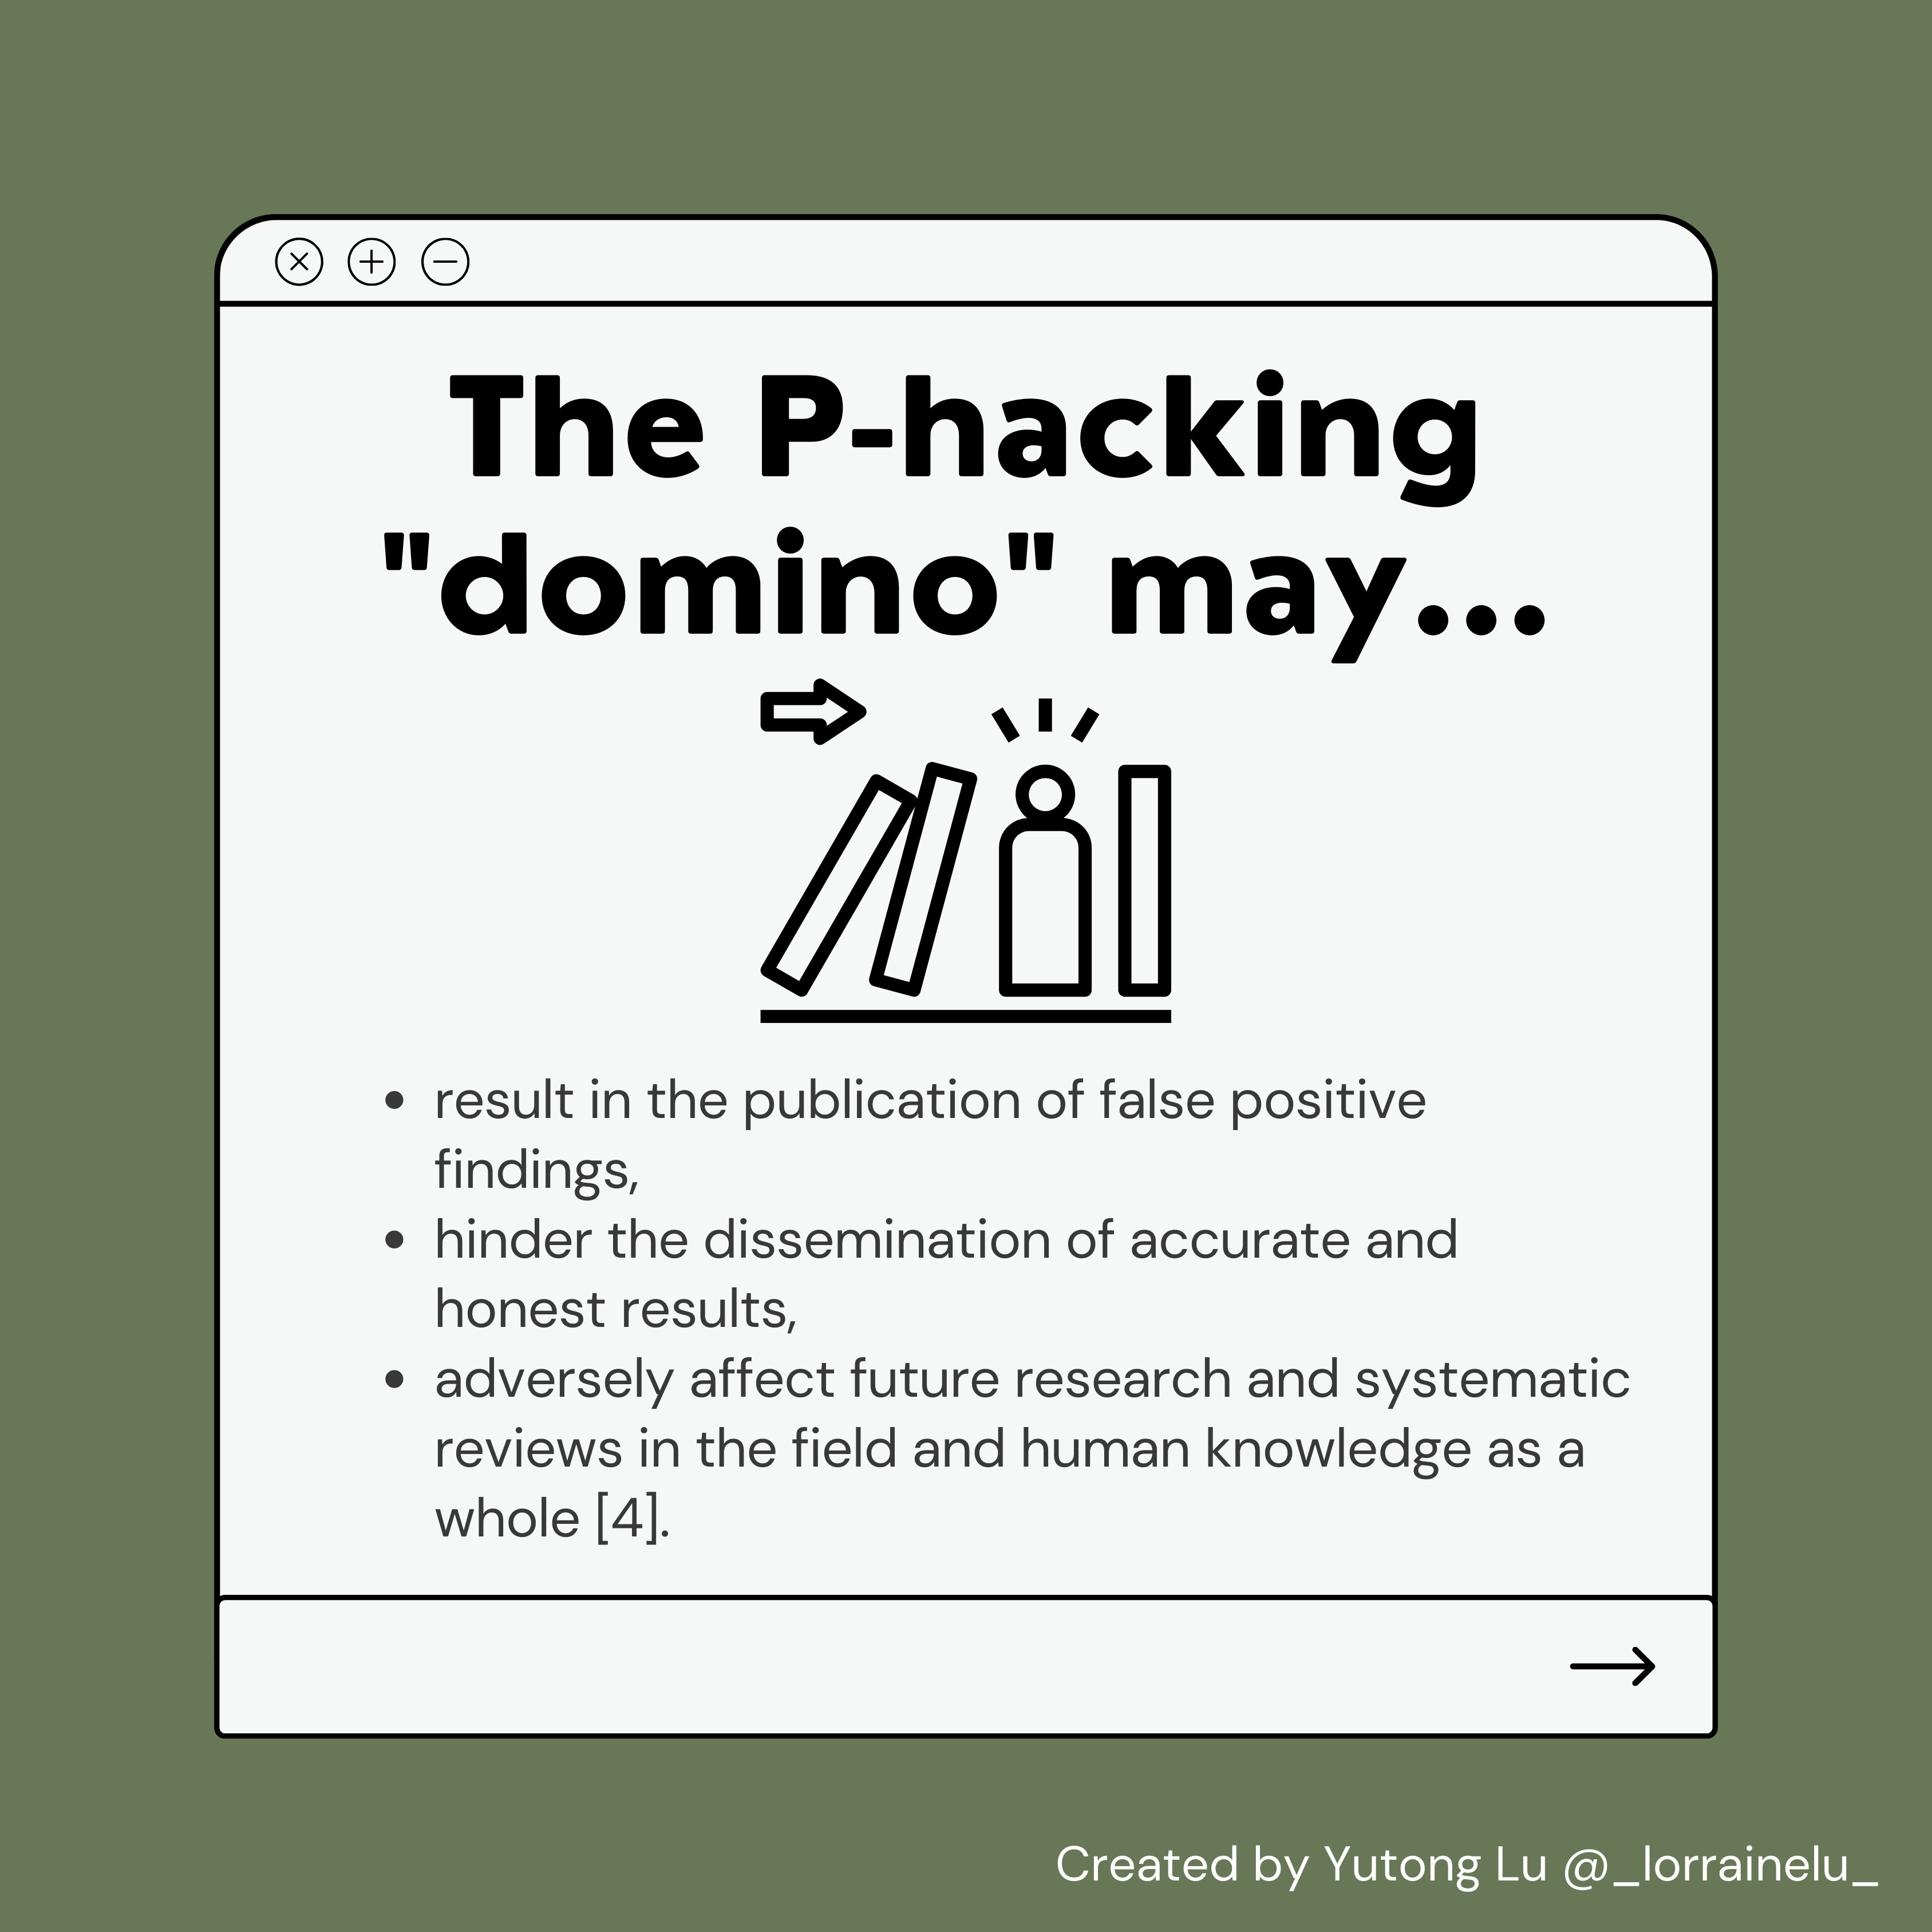 The P-hacking
"domino" may...
• result in the publication of false positive
findings,
• hinder the dissemination of accurate and
honest results,
• adversely affect future research and systematic
reviews in the field and human knowledge as a
whole [4].
Created by Yutong Lu @_lorrainelu_